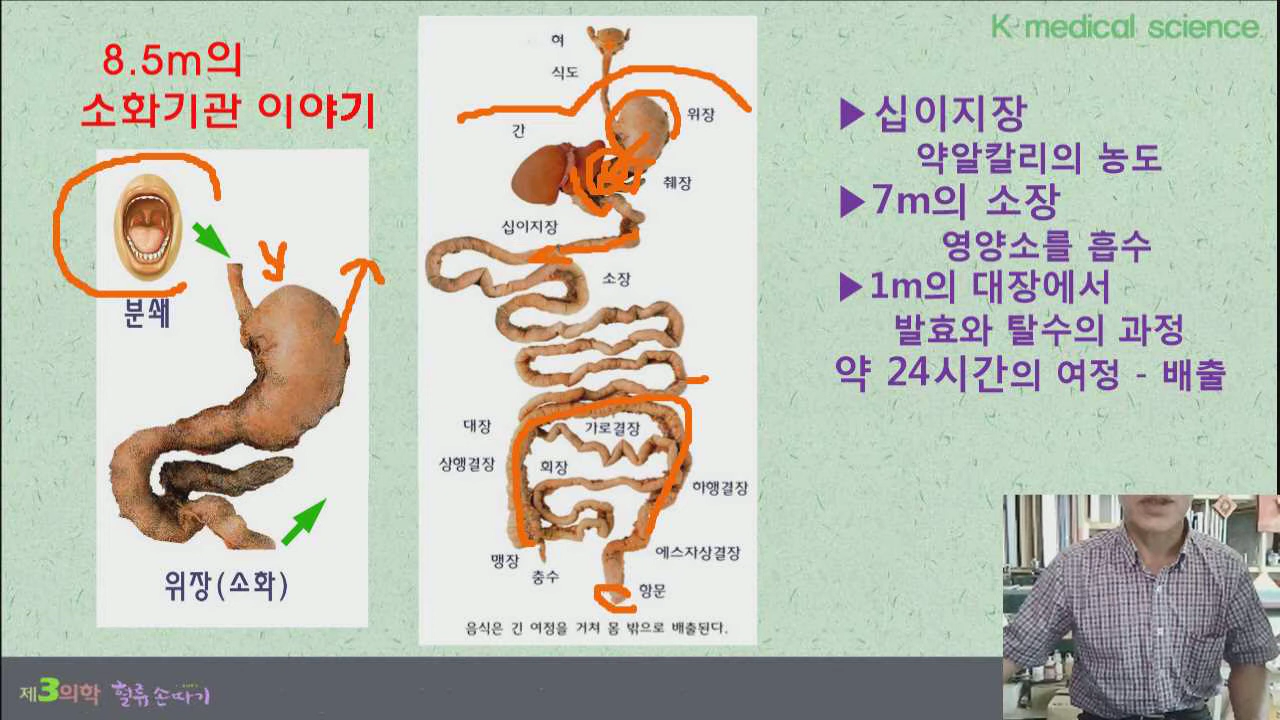 K medical science
8.5m의
소화기관 이야기
분쇄
y
위장(소화)
혀
식도
간
위장
췌장
십이지장
소장
대장
가로결장
상행결장
회장
하행결장
맹장
충수
에스자상결장
항문
음식은 긴 여정을 거쳐 몸 밖으로 배출된다.
▶십이지장
약알칼리의 농도
▶7m의 소장
영양소를 흡수
▶1m의 대장에서
발효와 탈수의 과정
약 24시간의 여정 - 배출
제3의학 혈류손따기